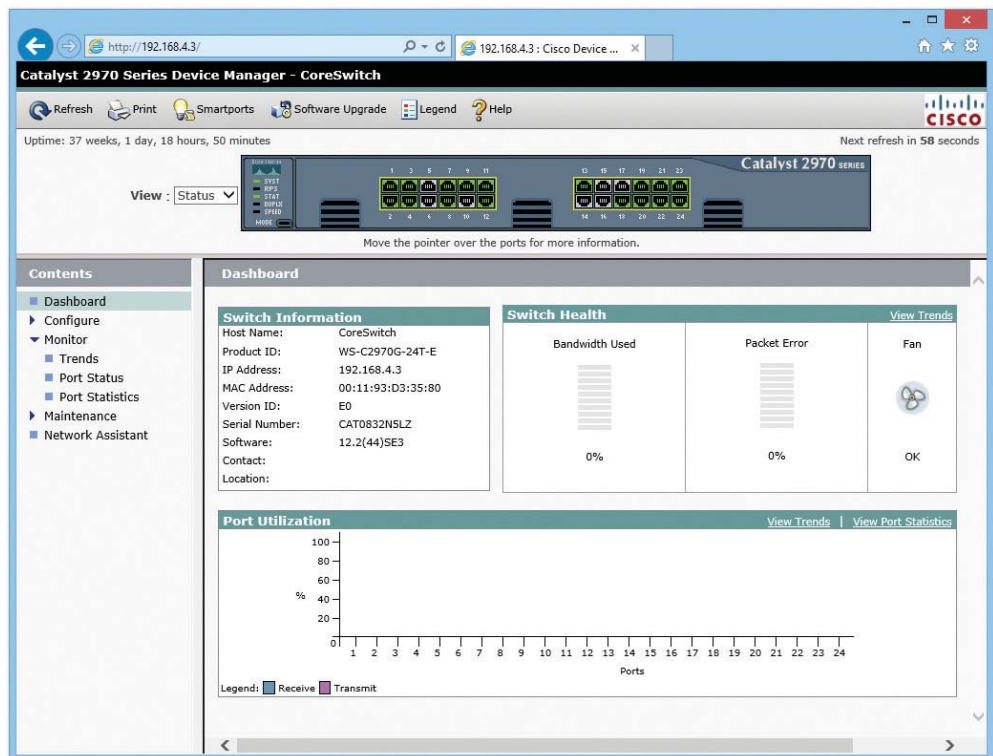 http://192.168.4.3/
192.168.4.3 : Cisco Device ...
Catalyst 2970 Series Device Manager - CoreSwitch
Refresh Print Smartports Software Upgrade Legend Help
CISCO
Uptime: 37 weeks, 1 day, 18 hours, 50 minutes
Next refresh in 58 seconds
View : Status
Catalyst 2970 SERIES
SYST
RPS
STAT
DUPLX
SPEED
MODE
1 3 5 7 9 11
13 15 17 19 21 23
2 4 6 8 10 12
14 16 18 20 22 24
Move the pointer over the ports for more information.
Contents
Dashboard
Configure
Monitor
Trends
Port Status
Port Statistics
Maintenance
Network Assistant
Dashboard
Switch Information
Host Name: CoreSwitch
Product ID: WS-C2970G-24T-E
IP Address: 192.168.4.3
MAC Address: 00:11:93:D3:35:80
Version ID: E0
Serial Number: CAT0832N5LZ
Software: 12.2(44)SE3
Contact:
Location:
Switch Health View Trends
Bandwidth Used Packet Error Fan
0% 0% OK
Port Utilization View Trends | View Port Statistics
100
80
60
% 40
20
0
1 2 3 4 5 6 7 8 9 10 11 12 13 14 15 16 17 18 19 20 21 22 23 24
Ports
Legend: Receive Transmit